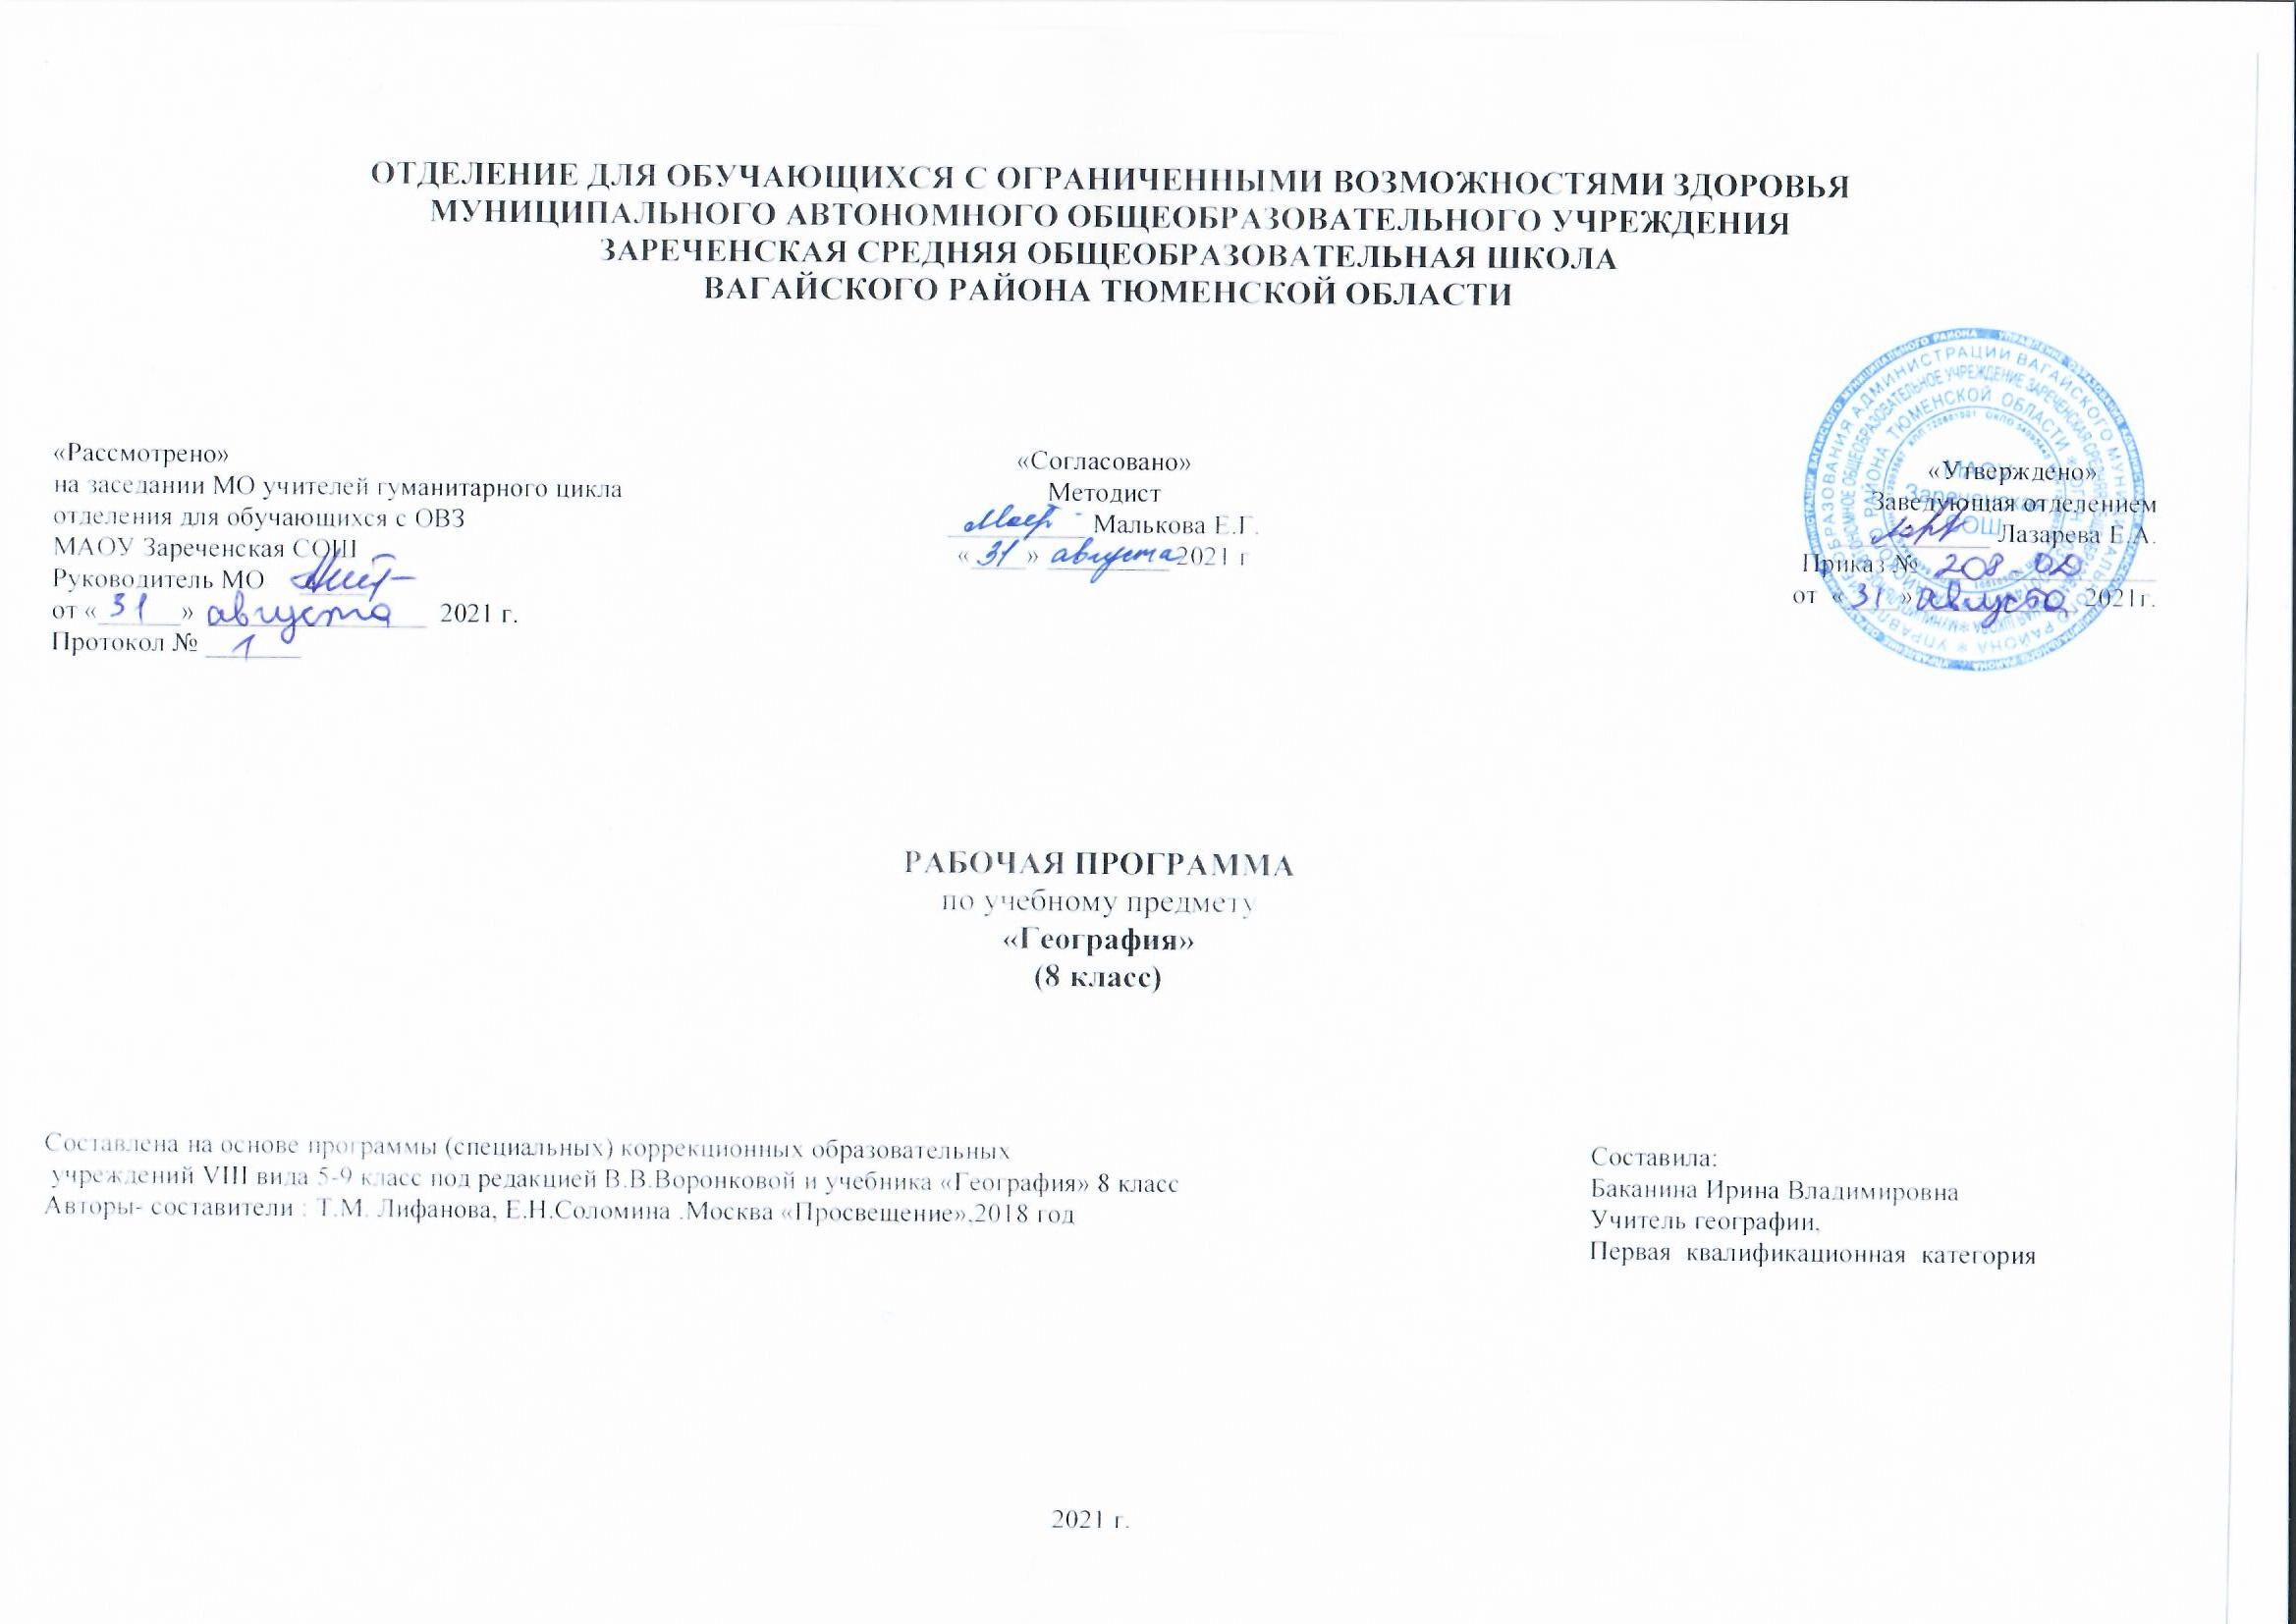 ОТДЕЛЕНИЕ ДЛЯ ОБУЧАЮЩИХСЯ С ОГРАНИЧЕННЫМИ ВОЗМОЖНОСТЯМИ ЗДОРОВЬЯ
МУНИЦИПАЛЬНОГО АВТОНОМНОГО ОБЩЕОБРАЗОВАТЕЛЬНОГО УЧРЕЖДЕНИЯ
ЗАРЕЧЕНСКАЯ СРЕДНЯЯ ОБЩЕОБРАЗОВАТЕЛЬНАЯ ШКОЛА
ВАГАЙСКОГО РАЙОНА ТЮМЕНСКОЙ ОБЛАСТИ
«Рассмотрено»
на заседании МО учителей гуманитарного цикла
отделения для обучающихся с ОВЗ
МАОУ Зареченская СОШ
Руководитель МО
от «31» августа 2021 г.
Протокол № 1
«Согласовано»
Методист
Малькова Е.Г.
«31» августа 2021 г
«Утверждено»
Заведующая отделением
Лазарева Е.А.
Приказ № 208-ОД
от «31» августа 2021г.
РАБОЧАЯ ПРОГРАММА
по учебному предмету
«География»
(8 класс)
Составлена на основе программы (специальных) коррекционных образовательных
учреждений VIII вида 5-9 класс под редакцией В.В.Воронковой и учебника «География» 8 класс
Авторы- составители : Т.М. Лифанова, Е.Н.Соломина .Москва «Просвещение»,2018 год
Составила:
Баканина Ирина Владимировна
Учитель географии,
Первая квалификационная категория
2021 г.